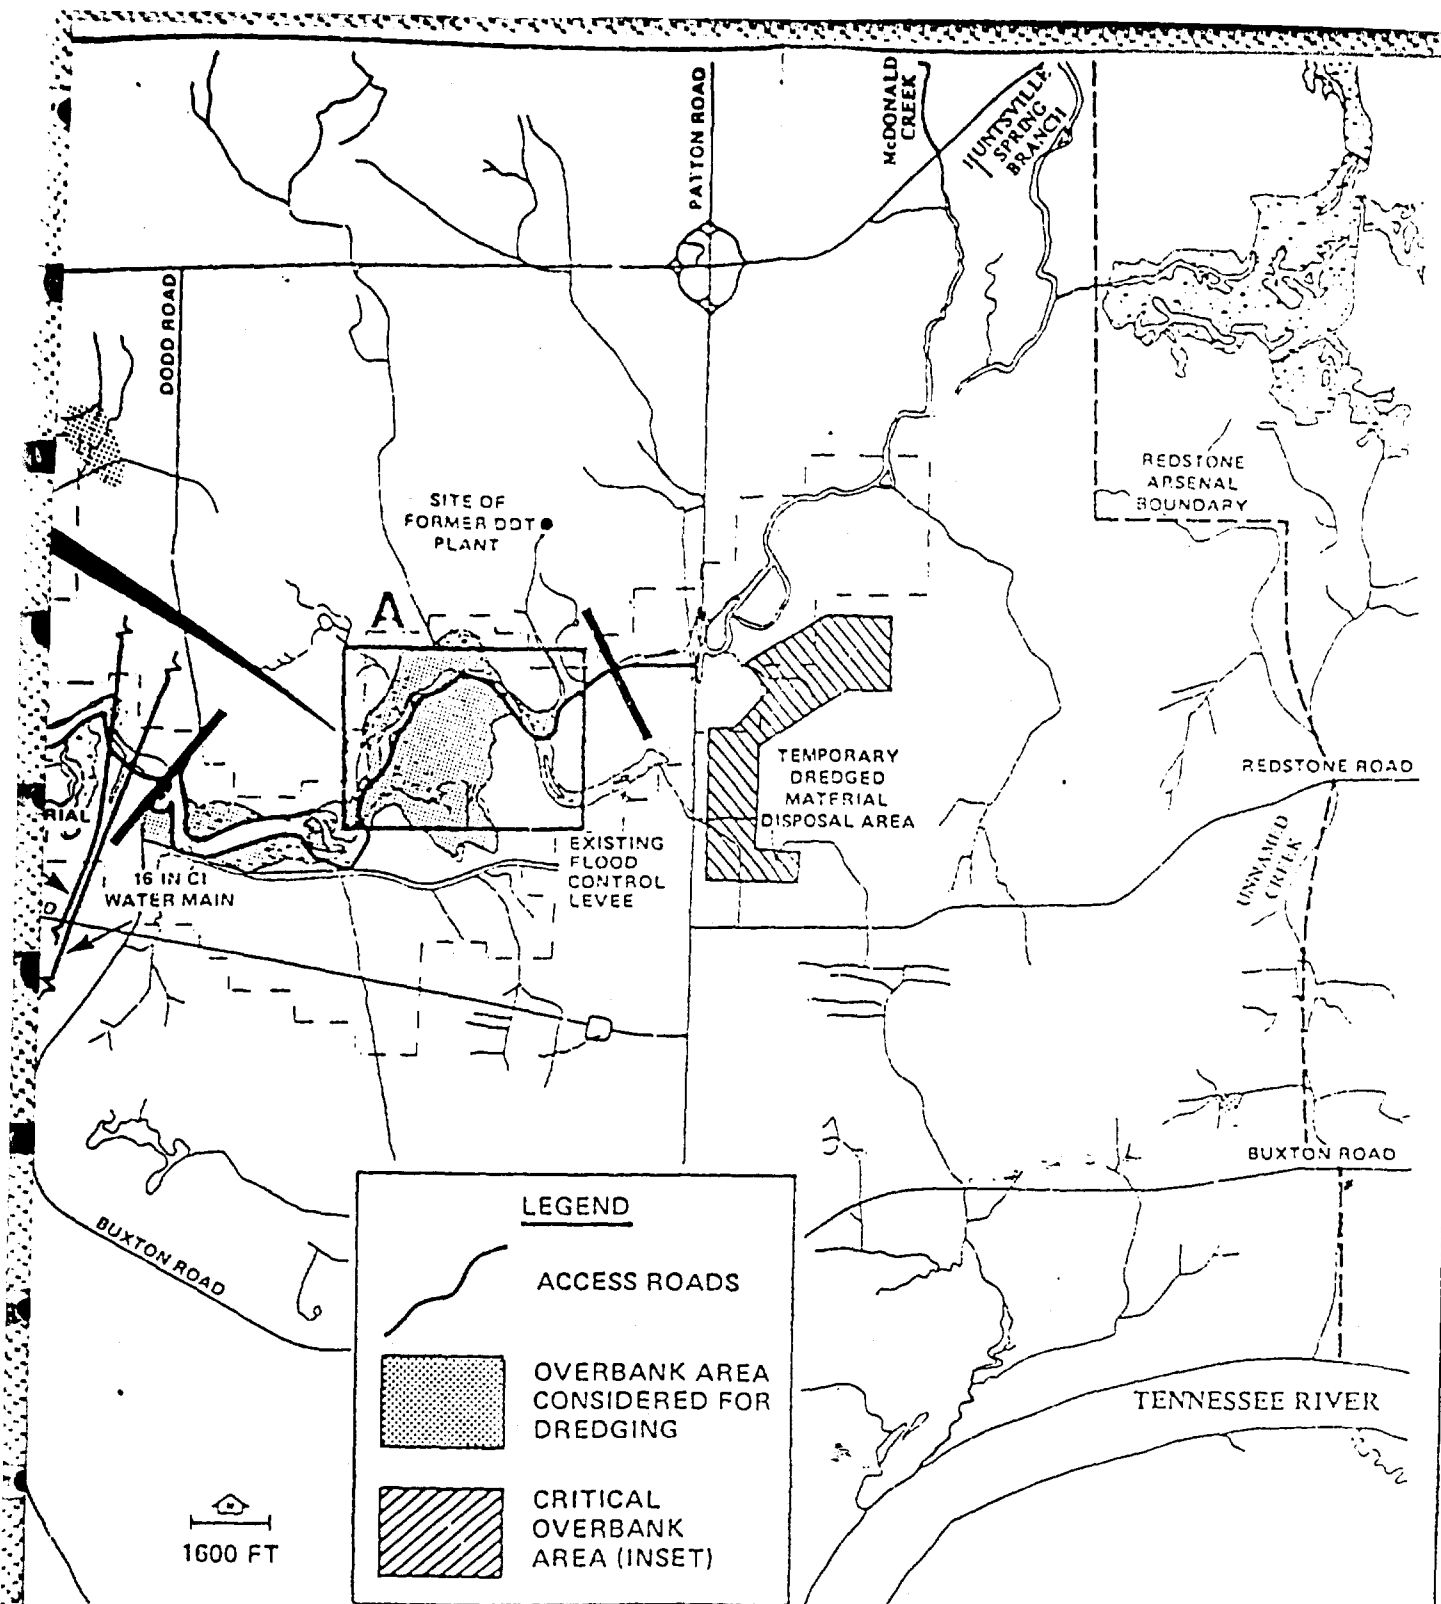 PATTON ROAD
McDONALD
CREEK
HUNTSVILLE
SPRING
BRANCH
DODD ROAD
REDSTONE
ARSENAL
BOUNDARY
SITE OF
FORMER DDT
PLANT
A
TEMPORARY
DREDGED
MATERIAL
DISPOSAL AREA
REDSTONE ROAD
RIAL
EXISTING
FLOOD
CONTROL
LEVEE
16 IN CI
WATER MAIN
D
UNNAMED
CREEK
BUXTON ROAD
BUXTON ROAD
LEGEND
ACCESS ROADS
OVERBANK AREA
CONSIDERED FOR
DREDGING
CRITICAL
OVERBANK
AREA (INSET)
TENNESSEE RIVER
N
1600 FT